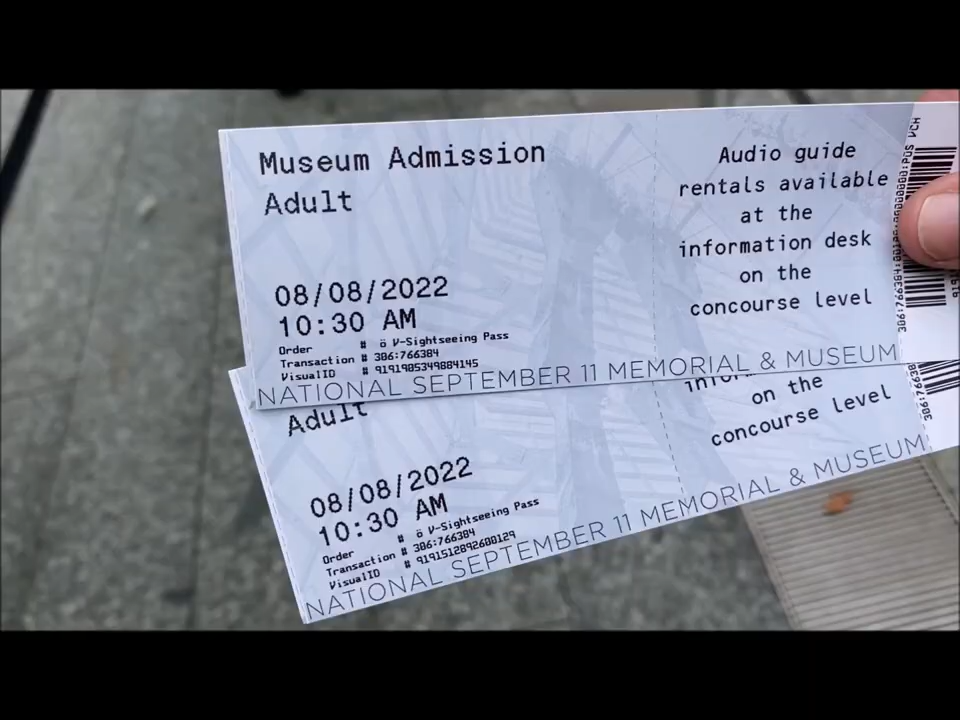 Museum Admission
Adult
08/08/2022
10:30 AM
Order # ö V-Sightseeing Pass
Transaction # 306:766384
VisualID # 9191905349884145
NATIONAL SEPTEMBER 11 MEMORIAL & MUSEUM
Audio guide
rentals available
at the
information desk
on the
concourse level
Adult
08/08/2022
10:30 AM
Order # ö V-Sightseeing Pass
Transaction # 306:766384
VisualID # 9191512892600129
NATIONAL SEPTEMBER 11 MEMORIAL & MUSEUM
on the
concourse level